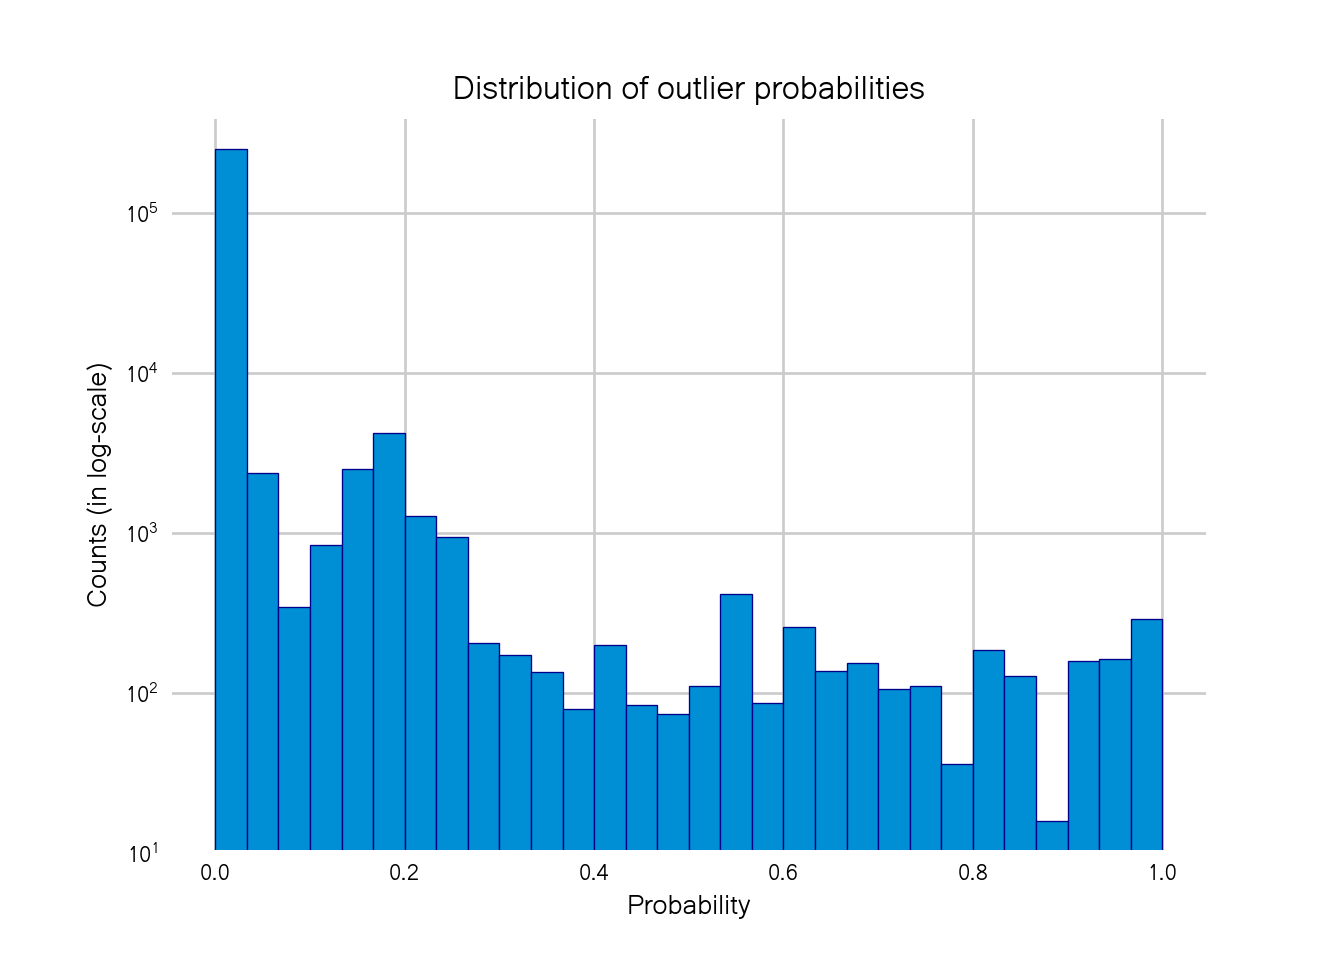 Distribution of outlier probabilities
Counts (in log-scale)
10⁵
10⁴
10³
10²
10¹
0.0 0.2 0.4 0.6 0.8 1.0
Probability